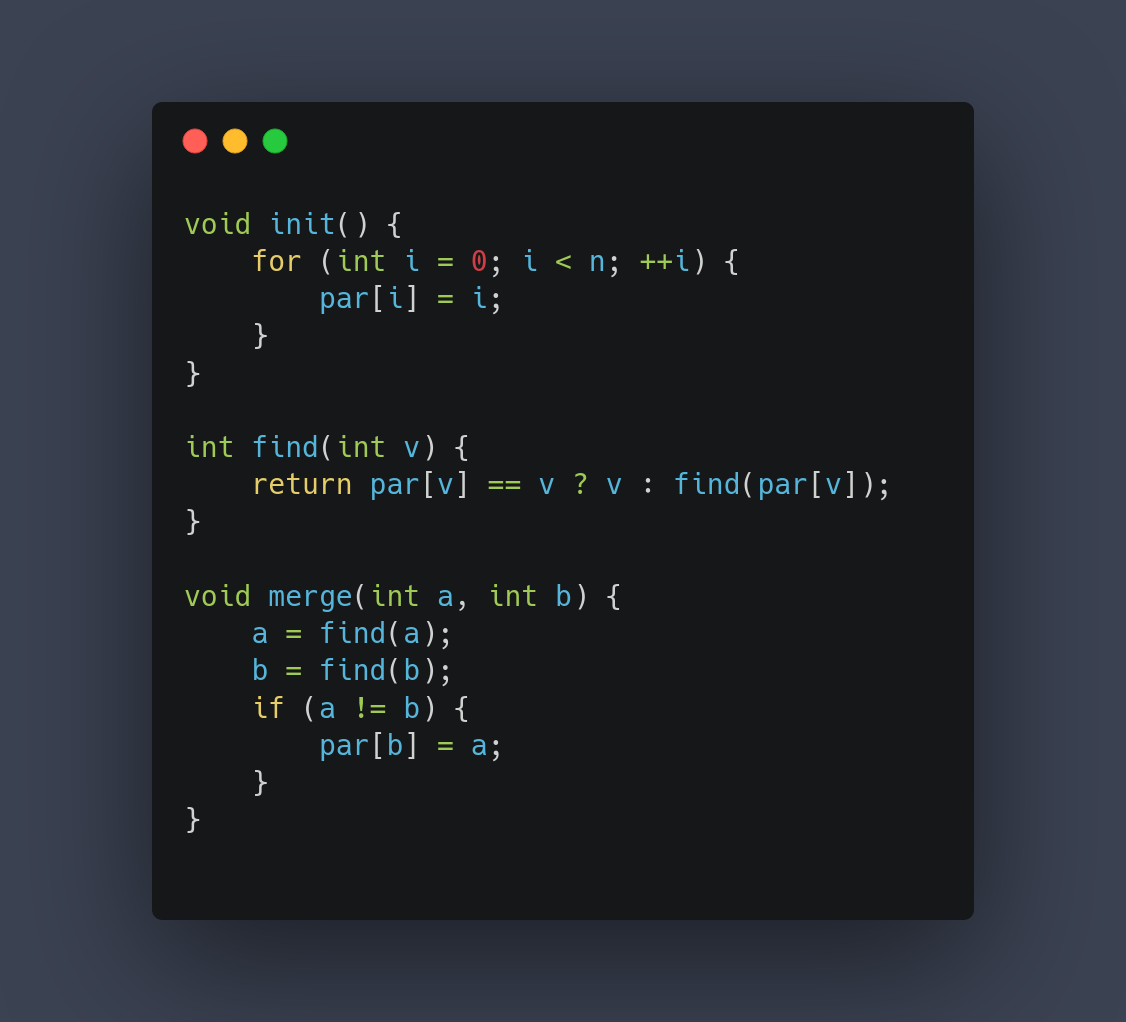 void init() {
    for (int i = 0; i < n; ++i) {
        par[i] = i;
    }
}

int find(int v) {
    return par[v] == v ? v : find(par[v]);
}

void merge(int a, int b) {
    a = find(a);
    b = find(b);
    if (a != b) {
        par[b] = a;
    }
}